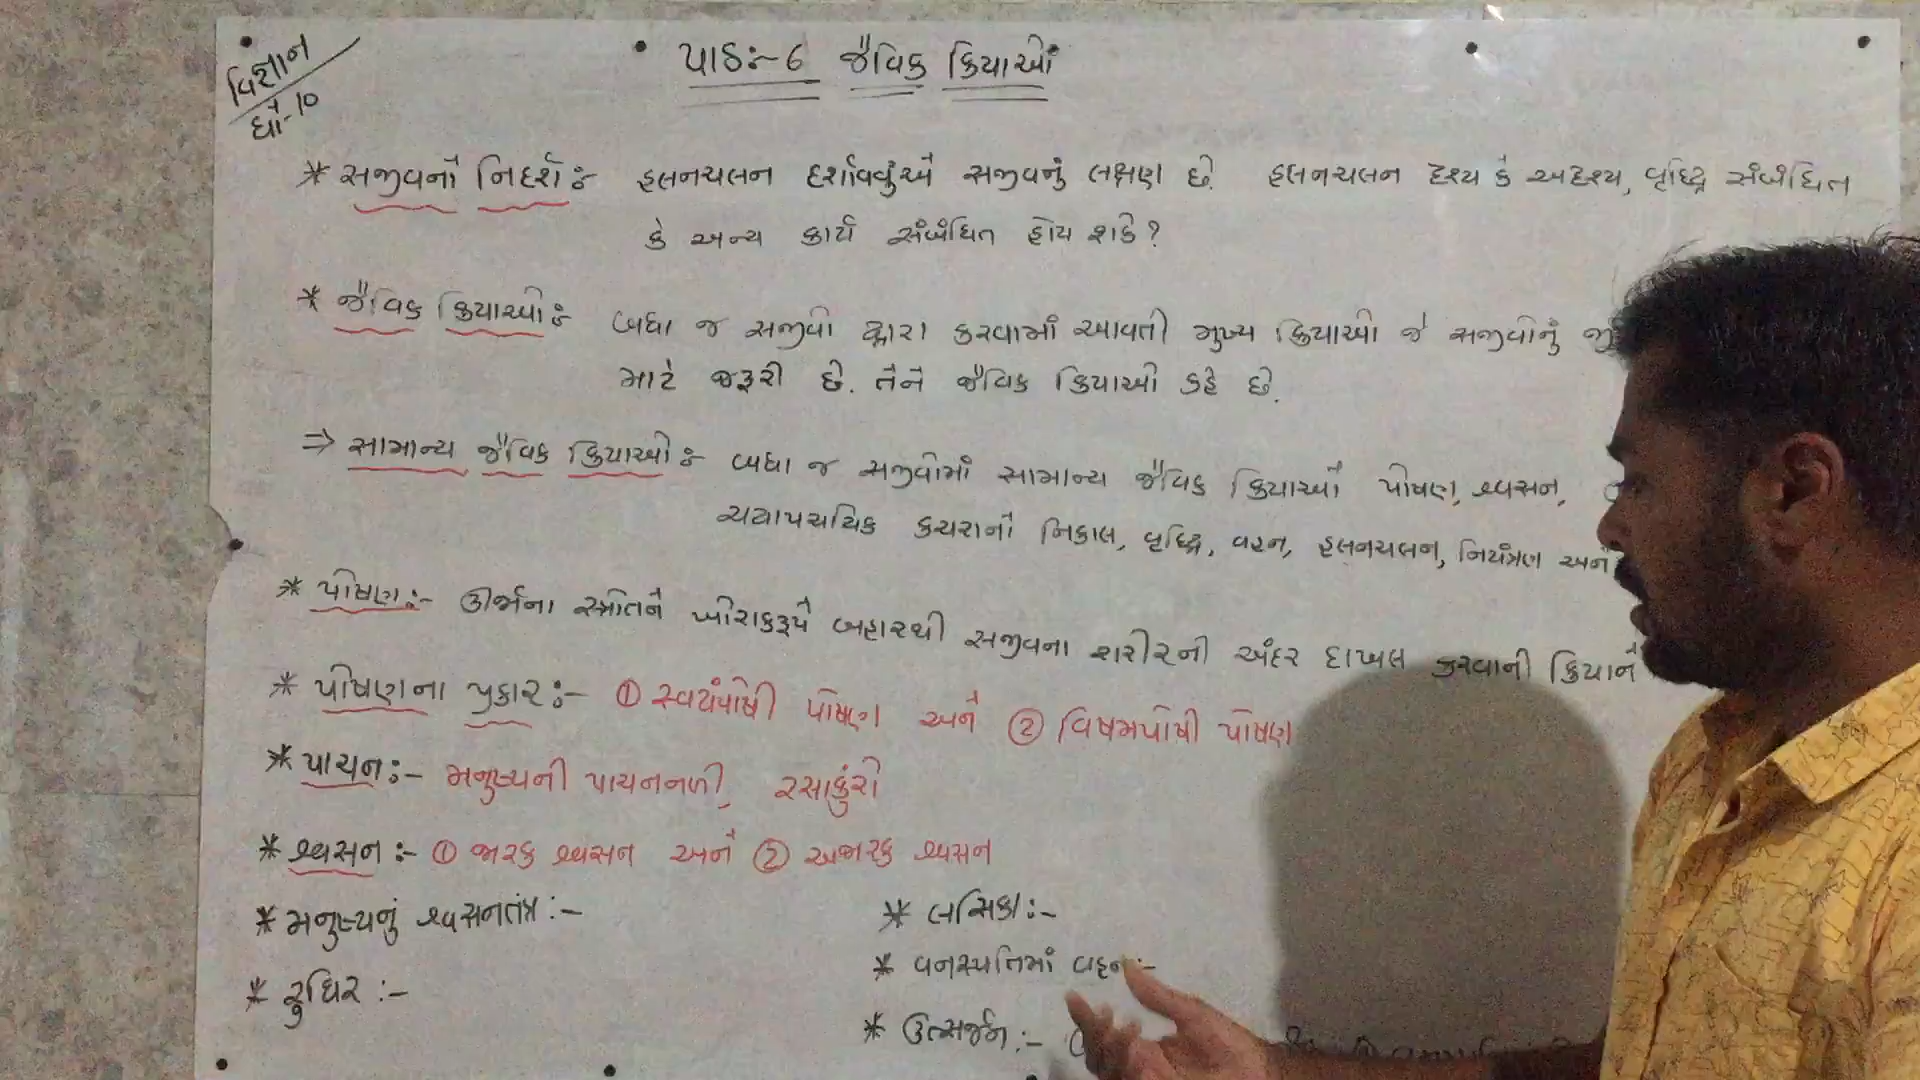 વિજ્ઞાન
ધો-10
પાઠઃ-6 જૈવિક ક્રિયાઓ
* સજીવનો નિદર્શઃ હલનચલન દર્શાવવુંએ સજીવનું લક્ષણ છે. હલનચલન દૃશ્ય કે અદૃશ્ય, વૃદ્ધિ સંબંધિત
કે અન્ય કાર્ય સંબંધિત હોય શકે?
* જૈવિક ક્રિયાઓઃ બધા જ સજીવો દ્વારા કરવામાં આવતી મુખ્ય ક્રિયાઓ જે સજીવોનું
માટે જરૂરી છે. તેને જૈવિક ક્રિયાઓ કહે છે.
⇒ સામાન્ય જૈવિક ક્રિયાઓઃ બધા જ સજીવોમાં સામાન્ય જૈવિક ક્રિયાઓ પોષણ, શ્વસન,
ચયાપચયિક કચરાનો નિકાલ, વૃદ્ધિ, વહન, હલનચલન, નિયંત્રણ અને
* પોષણઃ- ઊર્જાના સ્ત્રોતને ખોરાકરૂપે બહારથી સજીવના શરીરની અંદર દાખલ કરવાની ક્રિયાને
* પોષણના પ્રકારઃ- ① સ્વયંપોષી પોષણ અને ② વિષમપોષી પોષણ
* પાચનઃ- મનુષ્યની પાચનનળી, રસાંકુરો
* શ્વસનઃ- ① જારક શ્વસન અને ② અજારક શ્વસન
* મનુષ્યનું શ્વસનતંત્રઃ-
* રુધિરઃ-
* લસિકાઃ-
* વનસ્પતિમાં વહનઃ-
* ઉત્સર્જનઃ-